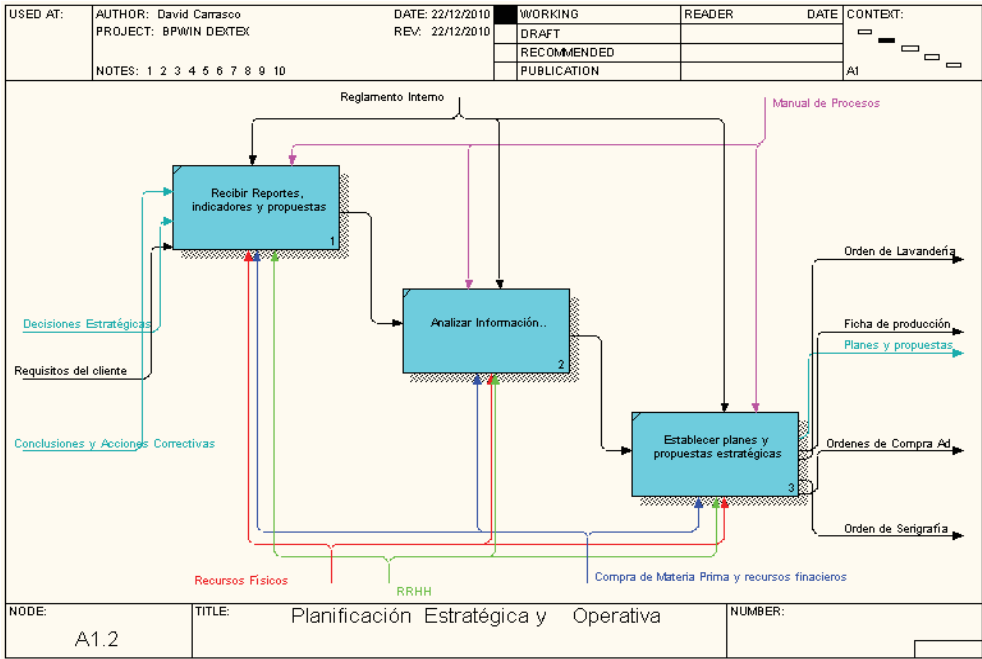 USED AT:
AUTHOR: David Carrasco
DATE: 22/12/2010
PROJECT: BPWIN DEXTEX
REV: 22/12/2010
NOTES: 1 2 3 4 5 6 7 8 9 10
WORKING
DRAFT
RECOMMENDED
PUBLICATION
READER
DATE
CONTEXT:
A1
Reglamento Interno
Manual de Procesos
Recibir Reportes,
indicadores y propuestas
1
Decisiones Estratégicas
Requisitos del cliente
Conclusiones y Acciones Correctivas
Analizar Información..
2
Establecer planes y
propuestas estratégicas
3
Orden de Lavandería
Ficha de producción
Planes y propuestas
Ordenes de Compra Ad
Orden de Serigrafía
Recursos Físicos
RRHH
Compra de Materia Prima y recursos finacieros
NODE:
A1.2
TITLE:
Planificación Estratégica y Operativa
NUMBER: